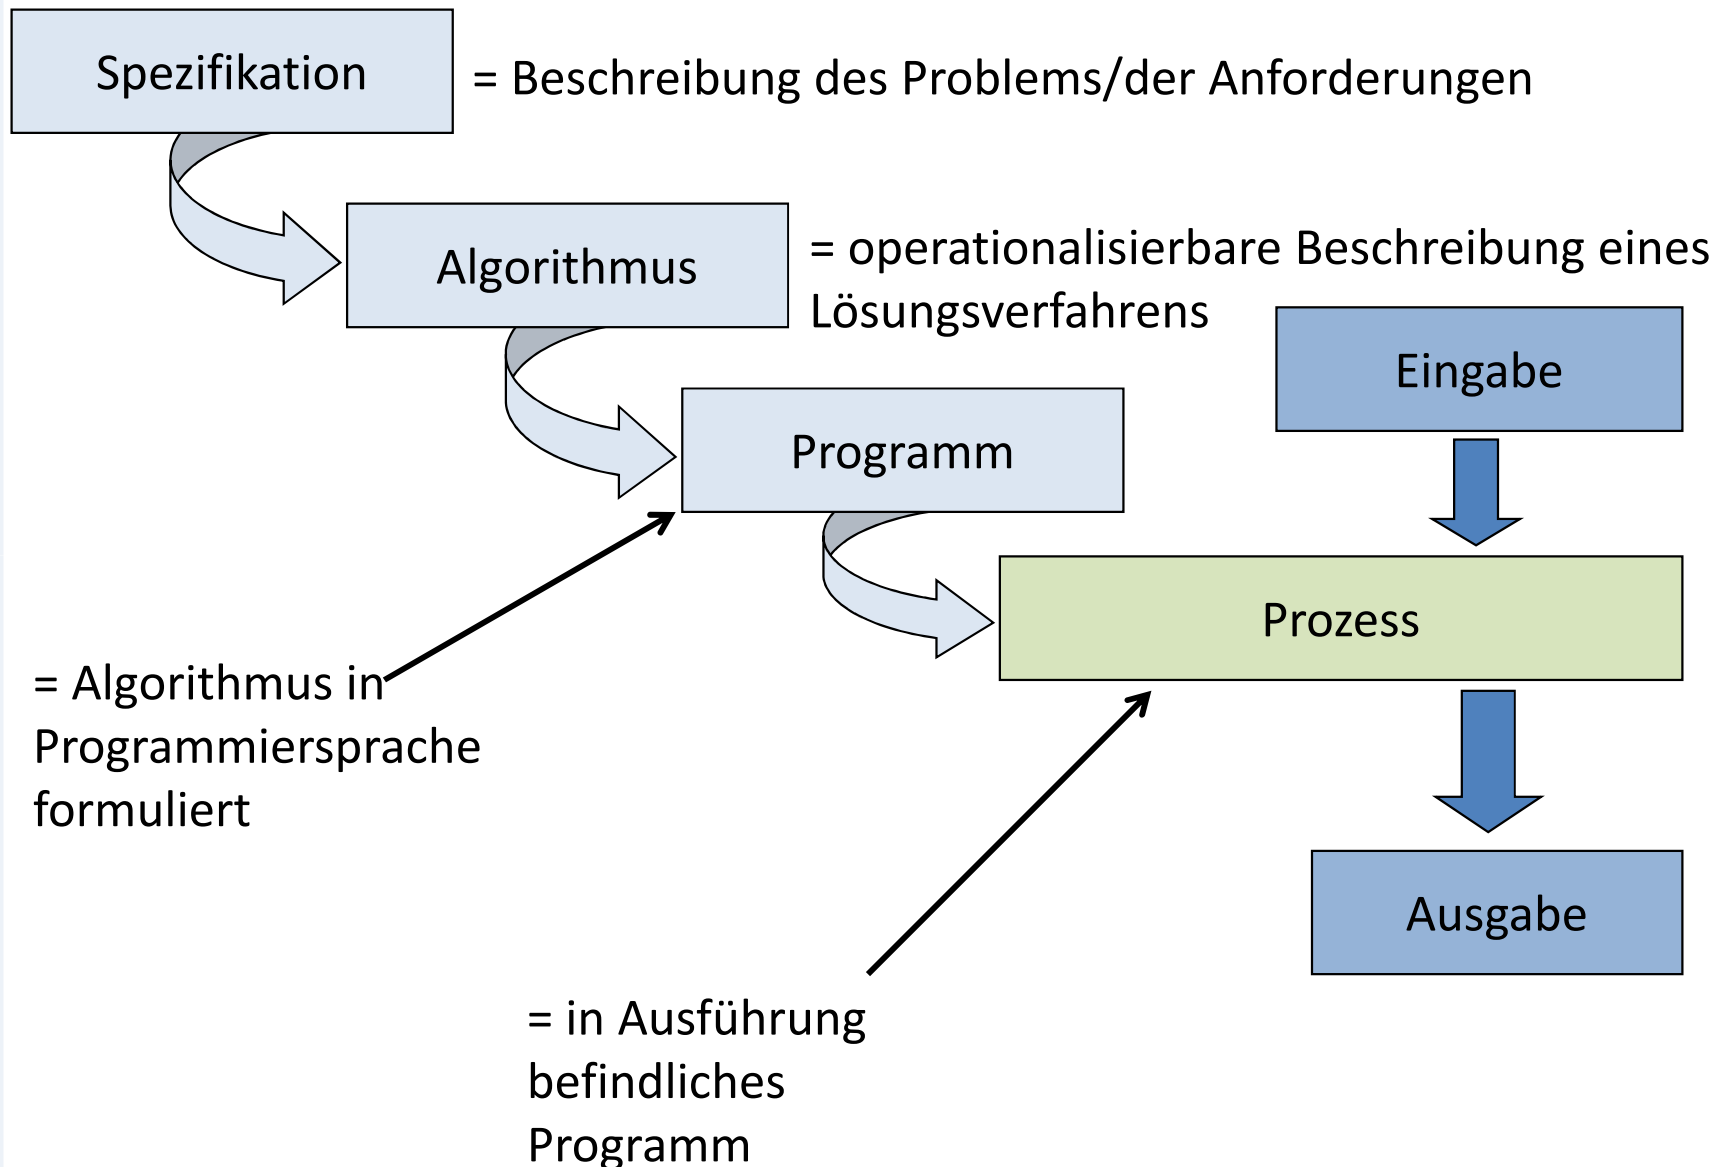 Spezifikation
= Beschreibung des Problems/der Anforderungen
Algorithmus
= operationalisierbare Beschreibung eines
Lösungsverfahrens
Eingabe
Programm
Prozess
= Algorithmus in
Programmiersprache
formuliert
Ausgabe
= in Ausführung
befindliches
Programm